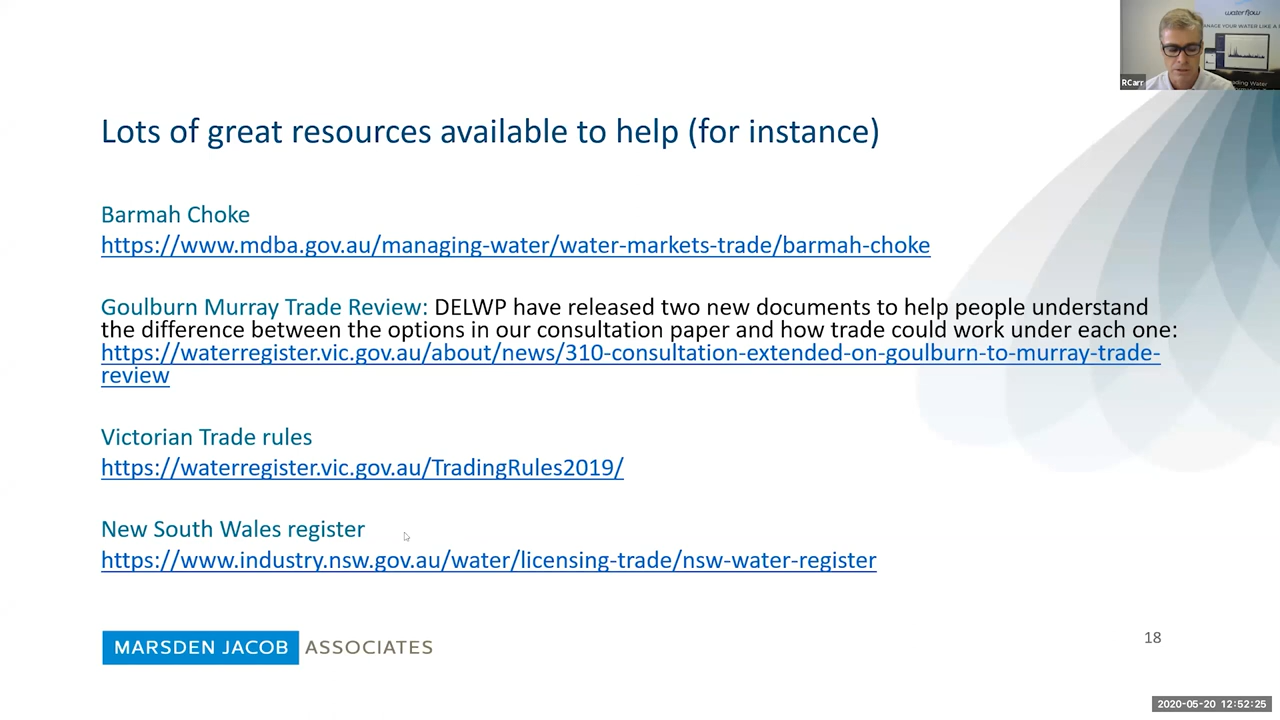 waterflow
MANAGE YOUR WATER LIKE A
RCarr
Lots of great resources available to help (for instance)
Barmah Choke
https://www.mdba.gov.au/managing-water/water-markets-trade/barmah-choke
Goulburn Murray Trade Review: DELWP have released two new documents to help people understand
the difference between the options in our consultation paper and how trade could work under each one:
https://waterregister.vic.gov.au/about/news/310-consultation-extended-on-goulburn-to-murray-trade-
review
Victorian Trade rules
https://waterregister.vic.gov.au/TradingRules2019/
New South Wales register
https://www.industry.nsw.gov.au/water/licensing-trade/nsw-water-register
MARSDEN JACOB ASSOCIATES
18
2020-05-20 12:52:25